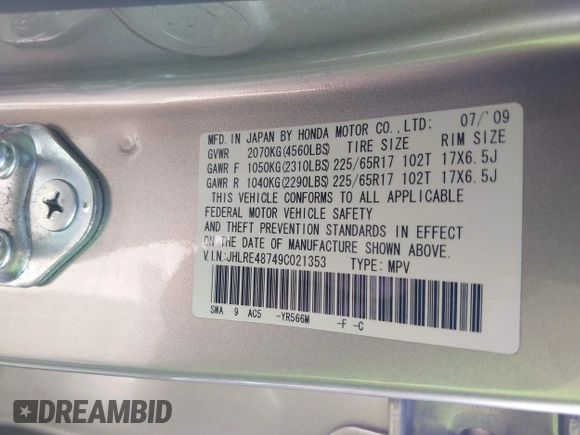 MFD. IN JAPAN BY HONDA MOTOR CO.,LTD: 07/'09
GVWR 2070KG(4560LBS) TIRE SIZE RIM SIZE
GAWR F 1050KG(2310LBS) 225/65R17 102T 17X6.5J
GAWR R 1040KG(2290LBS) 225/65R17 102T 17X6.5J
THIS VEHICLE CONFORMS TO ALL APPLICABLE
FEDERAL MOTOR VEHICLE SAFETY
AND THEFT PREVENTION STANDARDS IN EFFECT
ON THE DATE OF MANUFACTURE SHOWN ABOVE.
V.I.N:JHLRE48749C021353 TYPE: MPV
SWA 9 AC5 -YR566M -F -C
DREAMBID